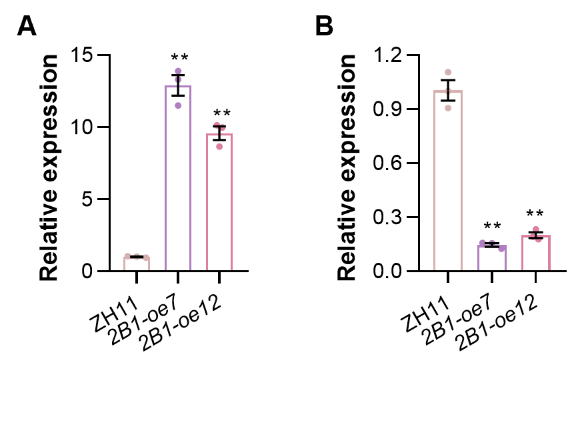 A
Relative expression
15
10
5
0
**
**
ZH11
2B1-oe7
2B1-oe12
B
Relative expression
1.2
0.9
0.6
0.3
0.0
**
**
ZH11
2B1-oe7
2B1-oe12